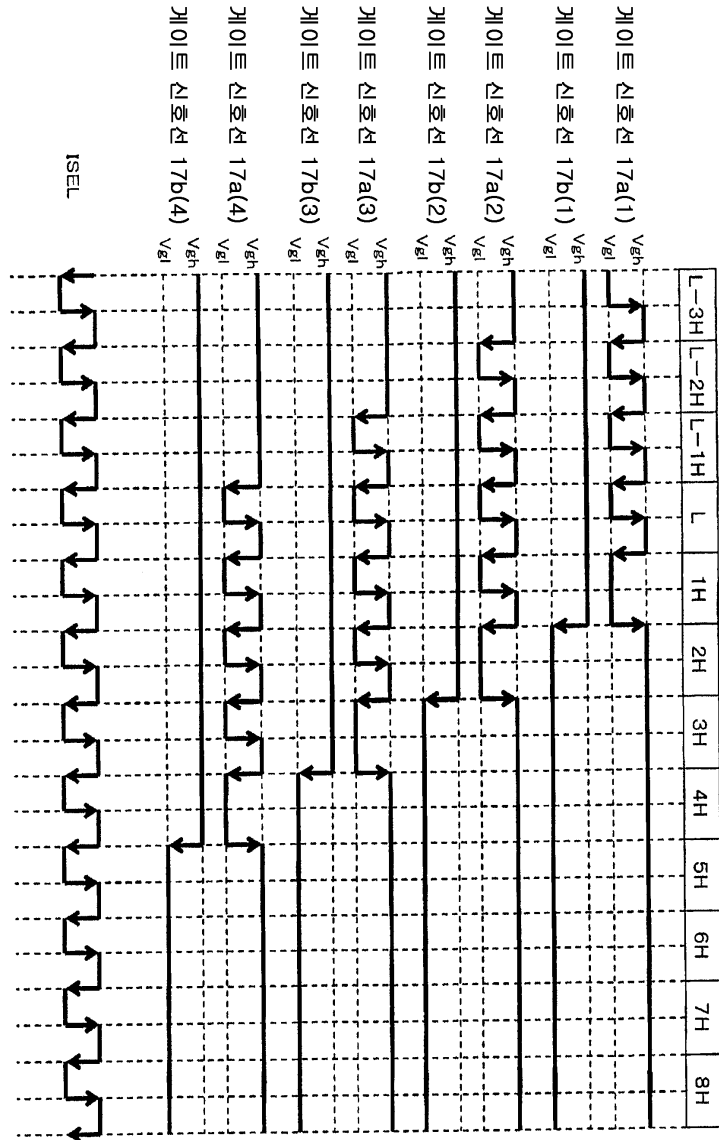 L-3H L-2H L-1H L 1H 2H 3H 4H 5H 6H 7H 8H
게이트 신호선 17a(1) Vgh Vgl
게이트 신호선 17b(1) Vgh Vgl
게이트 신호선 17a(2) Vgh Vgl
게이트 신호선 17b(2) Vgh Vgl
게이트 신호선 17a(3) Vgh Vgl
게이트 신호선 17b(3) Vgh Vgl
게이트 신호선 17a(4) Vgh Vgl
게이트 신호선 17b(4) Vgh Vgl
ISEL